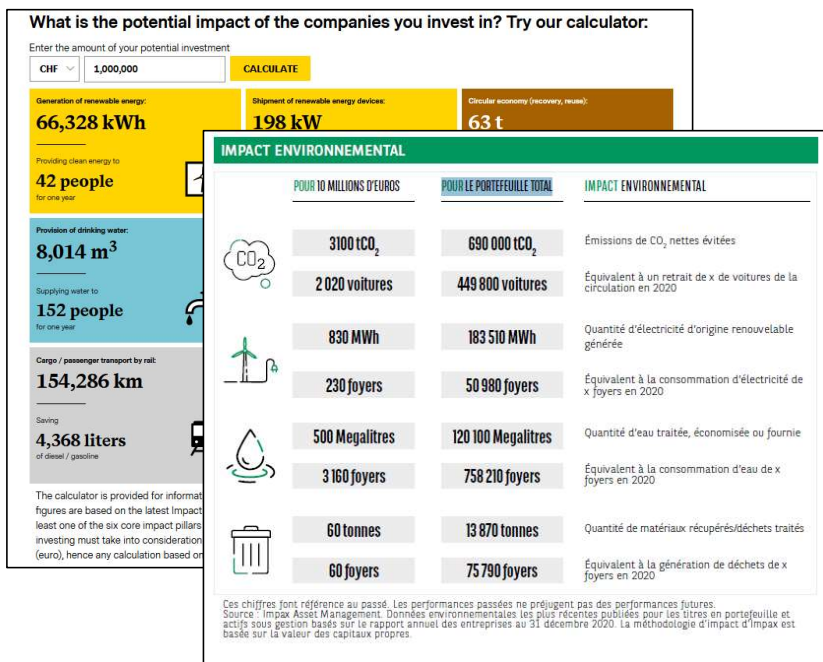 What is the potential impact of the companies you invest in? Try our calculator:
Enter the amount of your potential investment
CHF 1,000,000 CALCULATE
Generation of renewable energy:
66,328 kWh
Providing clean energy to
42 people
for one year
Shipment of renewable energy devices:
198 kW
Circular economy (recovery, reuse):
63 t
Provision of drinking water:
8,014 m³
Supplying water to
152 people
for one year
Cargo / passenger transport by rail:
154,286 km
Saving
4,368 liters
of diesel / gasoline
The calculator is provided for
figures are based on the latest Impact
least one of the six core impact pillars
investing must take into consideration
(euro), hence any calculation based on
IMPACT ENVIRONNEMENTAL
POUR 10 MILLIONS D'EUROS POUR LE PORTEFEUILLE TOTAL IMPACT ENVIRONNEMENTAL
CO₂
3100 tCO₂ 690 000 tCO₂ Émissions de CO₂ nettes évitées
2 020 voitures 449 800 voitures Équivalent à un retrait de x de voitures de la
circulation en 2020
830 MWh 183 510 MWh Quantité d'électricité d'origine renouvelable
générée
230 foyers 50 980 foyers Équivalent à la consommation d'électricité de
x foyers en 2020
500 Megalitres 120 100 Megalitres Quantité d'eau traitée, économisée ou fournie
3 160 foyers 758 210 foyers Équivalent à la consommation d'eau de x
foyers en 2020
60 tonnes 13 870 tonnes Quantité de matériaux récupérés/déchets traités
60 foyers 75 790 foyers Équivalent à la génération de déchets de x
foyers en 2020
Ces chiffres font référence au passé. Les performances passées ne préjugent pas des performances futures.
Source : Impax Asset Management. Données environnementales les plus récentes publiées pour les titres en portefeuille et
actifs sous gestion basés sur le rapport annuel des entreprises au 31 décembre 2020. La méthodologie d'impact d'Impax est
basée sur la valeur des capitaux propres.